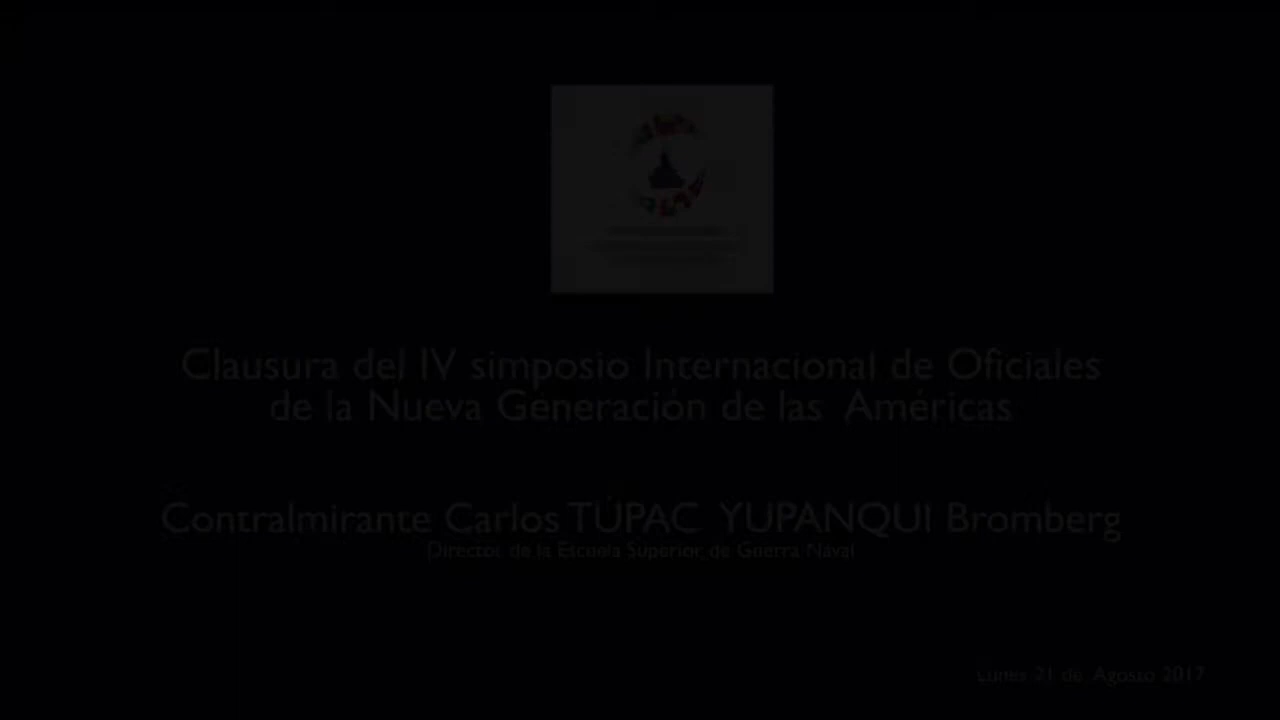 Clausura del IV simposio Internacional de Oficiales
de la Nueva Generación de las Américas
Contralmirante Carlos TÚPAC YUPANQUI Bromberg
Director de la Escuela Superior de Guerra Naval
Lunes 21 de Agosto 2017